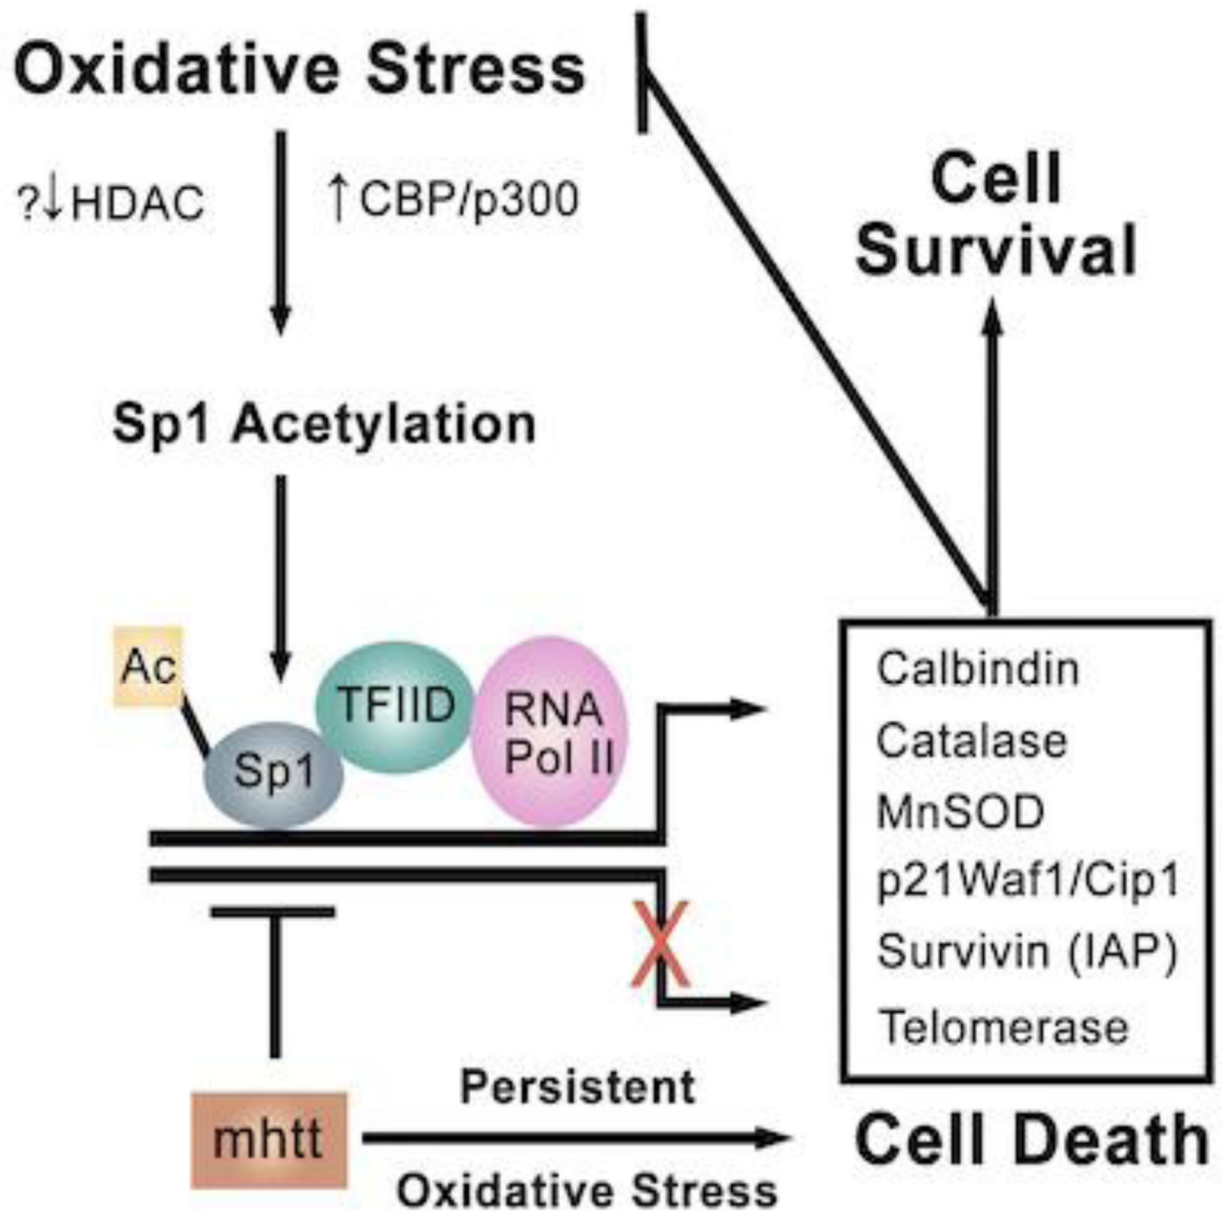 Oxidative Stress
?↓HDAC
↑CBP/p300
Cell
Survival
Sp1 Acetylation
Ac
Sp1
TFIID
RNA
Pol II
X
Calbindin
Catalase
MnSOD
p21Waf1/Cip1
Survivin (IAP)
Telomerase
mhtt
Persistent
Oxidative Stress
Cell Death